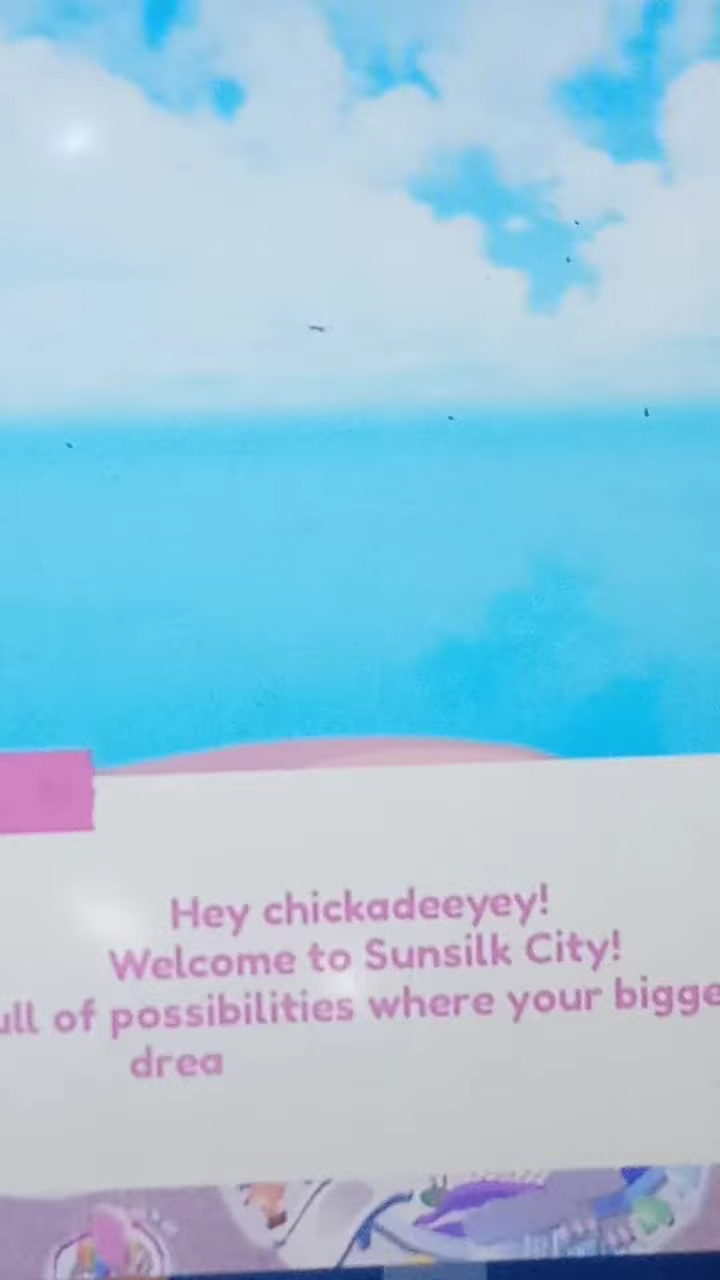 Hey chickadeeyey!
Welcome to Sunsilk City!
ull of possibilities where your bigge
drea